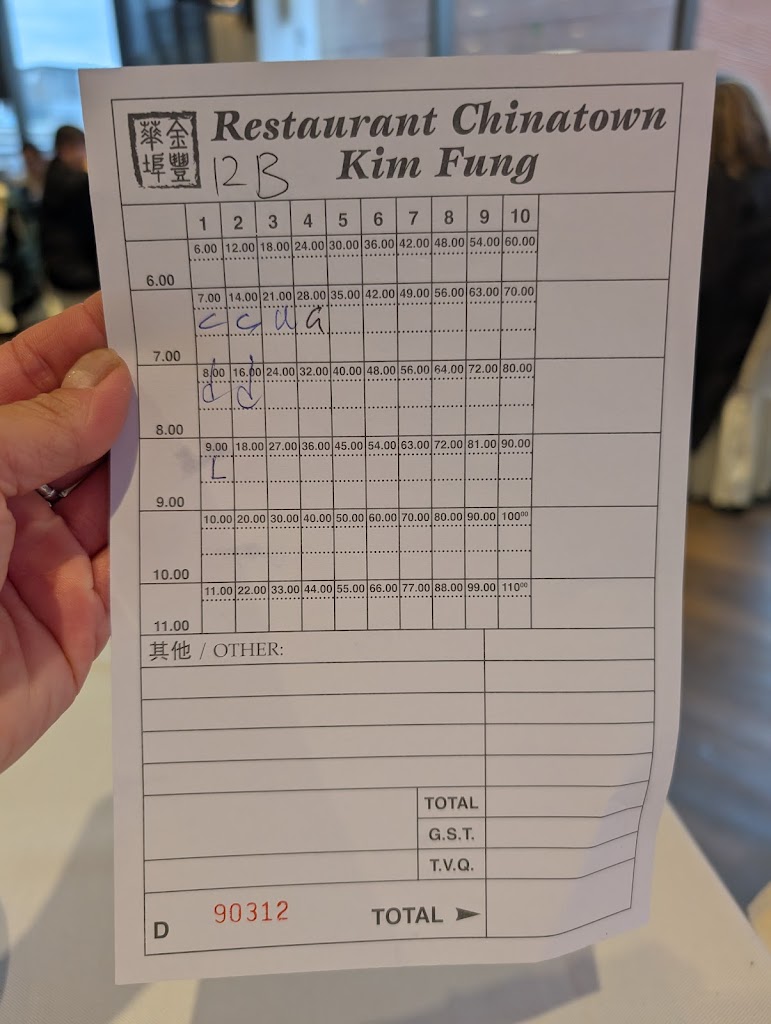 金豐
華埠
Restaurant Chinatown
Kim Fung
12B
1 2 3 4 5 6 7 8 9 10
6.00 12.00 18.00 24.00 30.00 36.00 42.00 48.00 54.00 60.00
6.00
7.00 14.00 21.00 28.00 35.00 42.00 49.00 56.00 63.00 70.00
7.00
8.00 16.00 24.00 32.00 40.00 48.00 56.00 64.00 72.00 80.00
8.00
9.00 18.00 27.00 36.00 45.00 54.00 63.00 72.00 81.00 90.00
L
9.00
10.00 20.00 30.00 40.00 50.00 60.00 70.00 80.00 90.00 100⁰⁰
10.00
11.00 22.00 33.00 44.00 55.00 66.00 77.00 88.00 99.00 110⁰⁰
11.00
其他 / OTHER:
TOTAL
G.S.T.
T.V.Q.
D 90312 TOTAL ➤